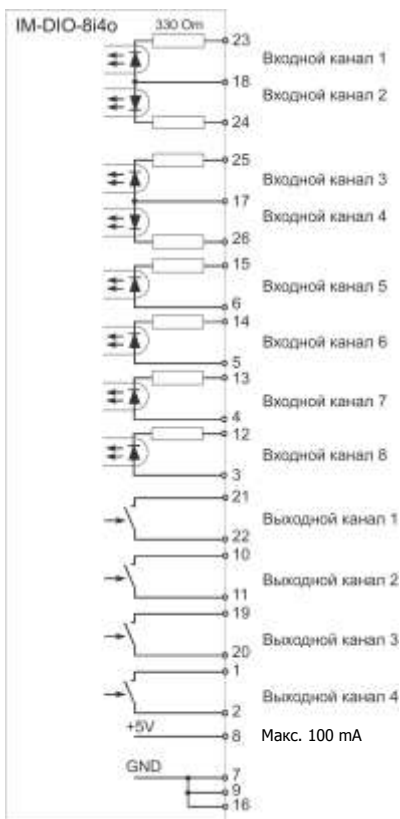 IM-DIO-8i4o
330 Om
23
Входной канал 1
18
Входной канал 2
24
25
Входной канал 3
17
Входной канал 4
26
15
Входной канал 5
6
14
Входной канал 6
5
13
Входной канал 7
4
12
Входной канал 8
3
21
Выходной канал 1
22
10
Выходной канал 2
11
19
Выходной канал 3
20
1
Выходной канал 4
2
+5V
8 Макс. 100 mA
GND
7
9
16